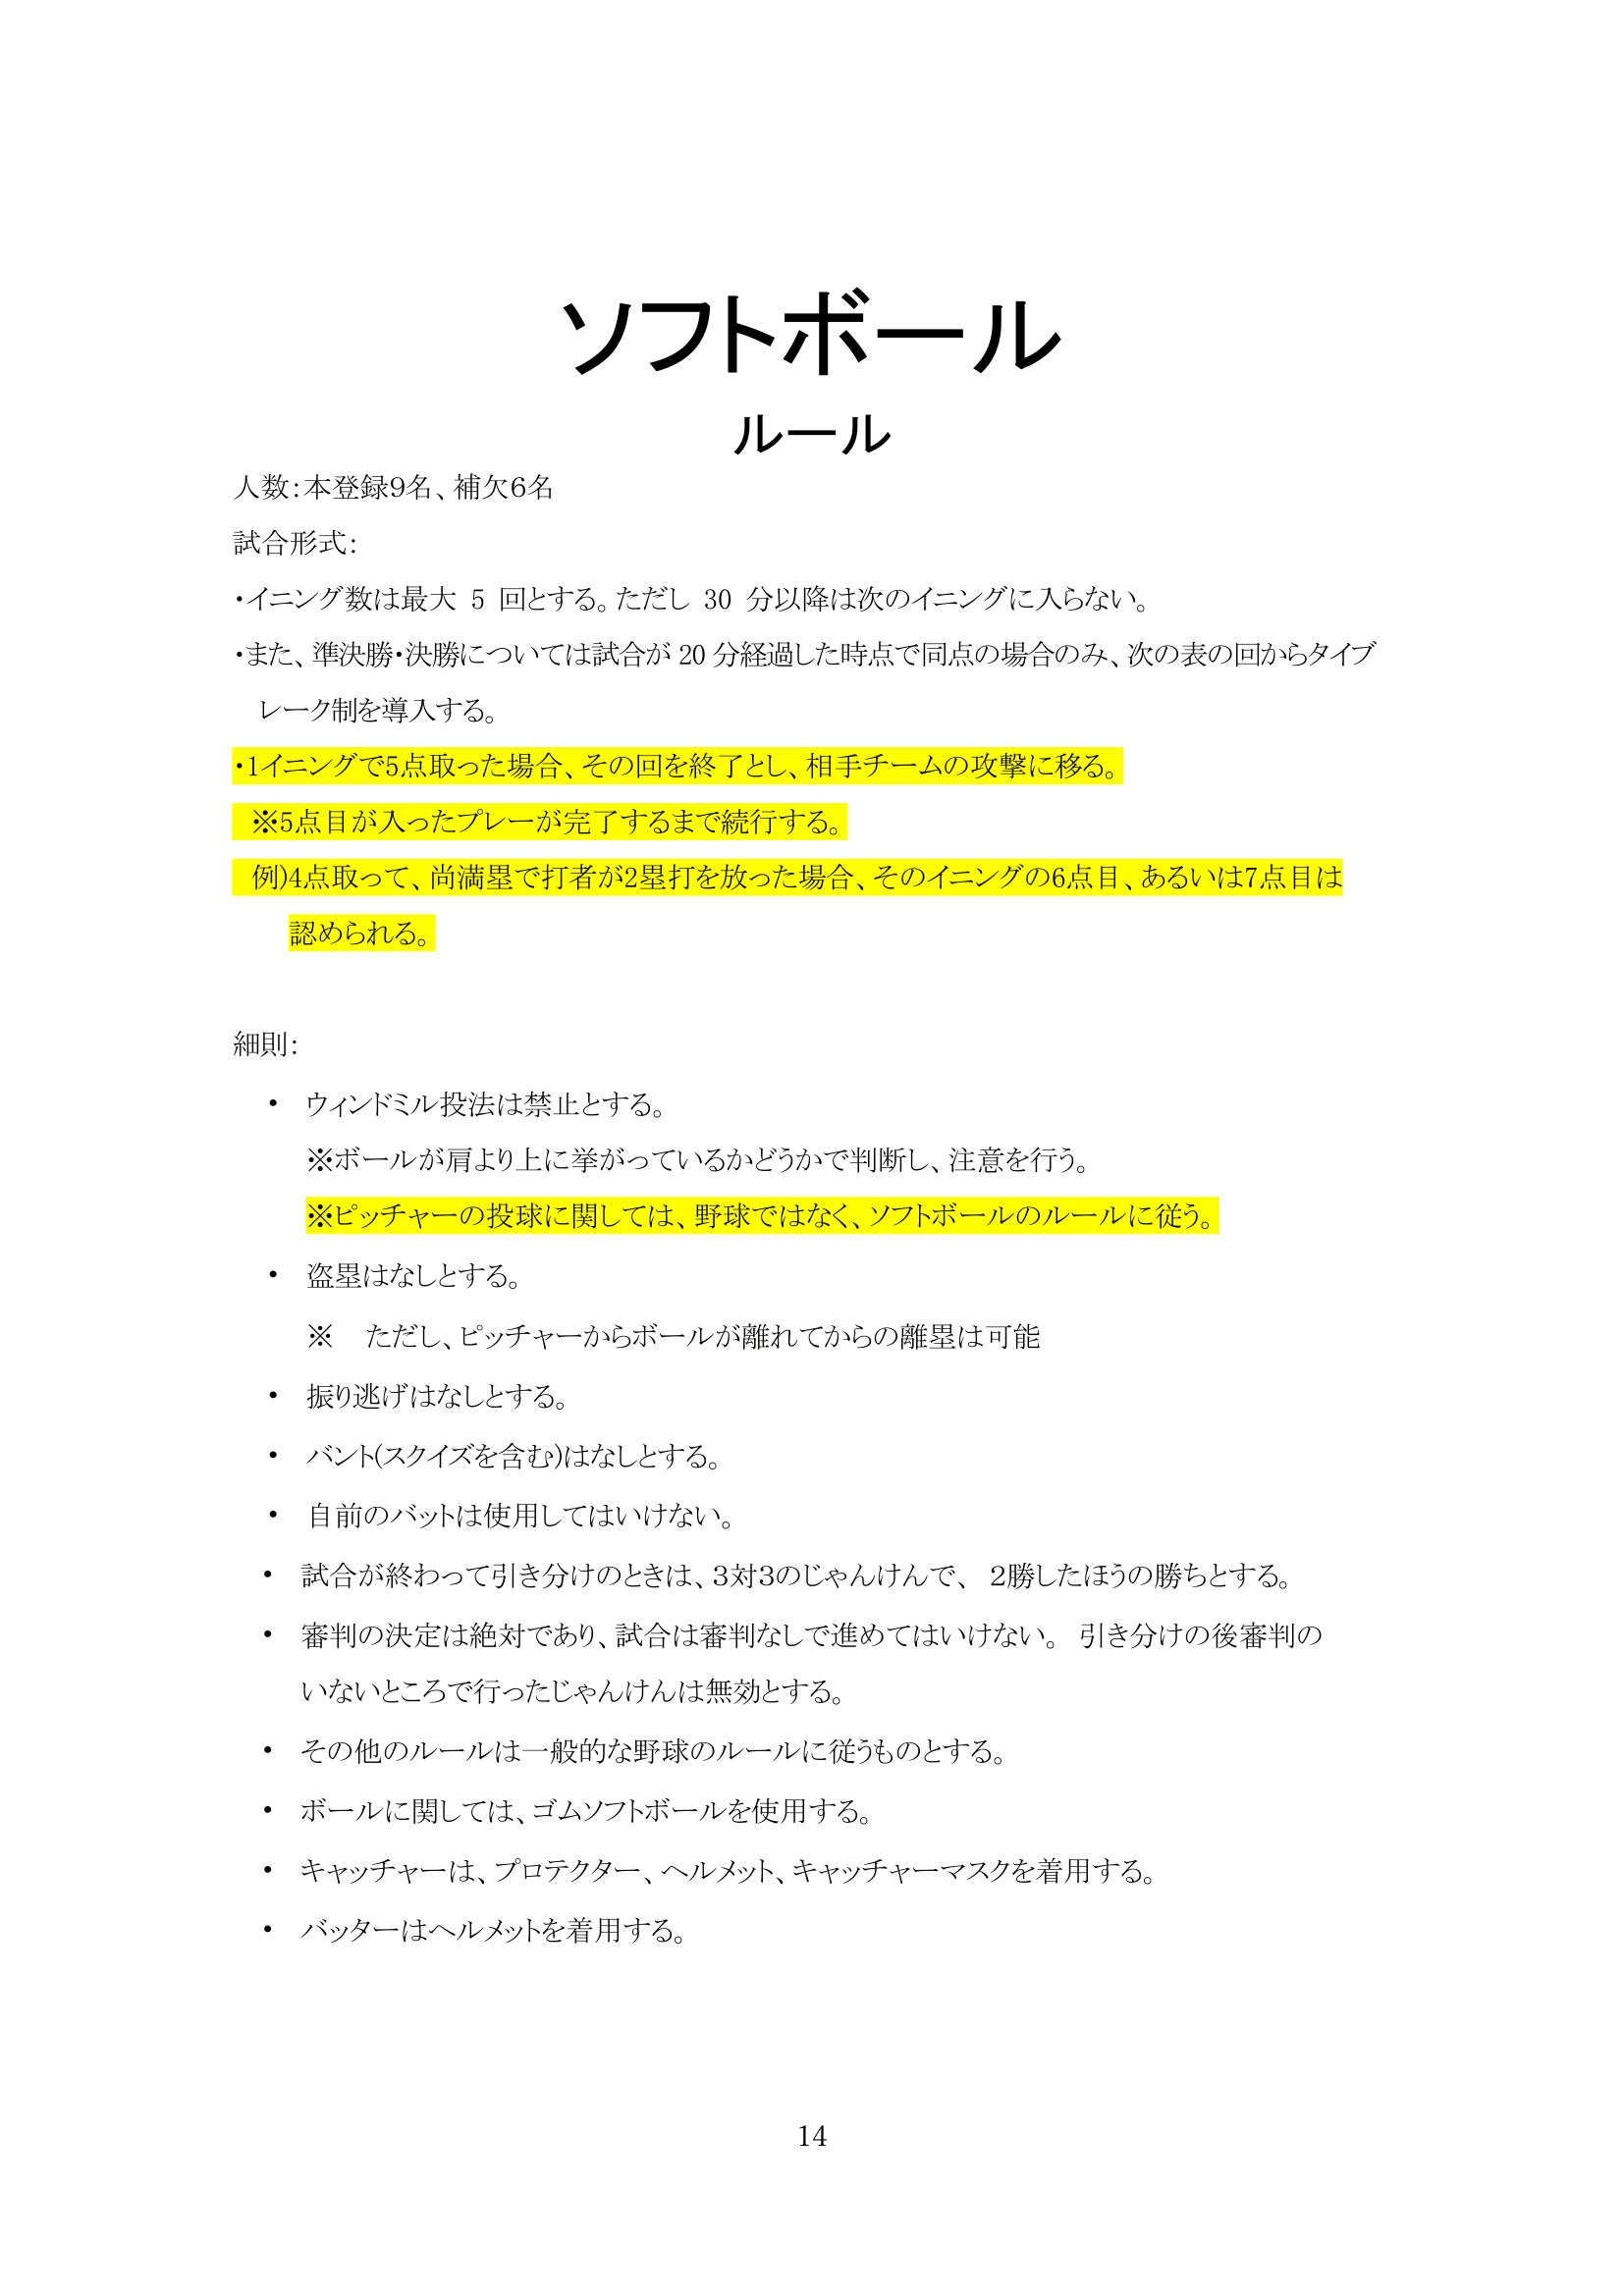 ソフトボール
ルール
人数：本登録9名、補欠6名
試合形式：
・イニング数は最大 5 回とする。ただし 30 分以降は次のイニングに入らない。
・また、準決勝・決勝については試合が 20 分経過した時点で同点の場合のみ、次の表の回からタイブ
レーク制を導入する。
・1イニングで5点取った場合、その回を終了とし、相手チームの攻撃に移る。
※5点目が入ったプレーが完了するまで続行する。
例)4点取って、尚満塁で打者が2塁打を放った場合、そのイニングの6点目、あるいは7点目は
認められる。
細則：
・ ウィンドミル投法は禁止とする。
※ボールが肩より上に挙がっているかどうかで判断し、注意を行う。
※ピッチャーの投球に関しては、野球ではなく、ソフトボールのルールに従う。
・ 盗塁はなしとする。
※ ただし、ピッチャーからボールが離れてからの離塁は可能
・ 振り逃げはなしとする。
・ バント(スクイズを含む)はなしとする。
・ 自前のバットは使用してはいけない。
・ 試合が終わって引き分けのときは、3対3のじゃんけんで、 2勝したほうの勝ちとする。
・ 審判の決定は絶対であり、試合は審判なしで進めてはいけない。 引き分けの後審判の
いないところで行ったじゃんけんは無効とする。
・ その他のルールは一般的な野球のルールに従うものとする。
・ ボールに関しては、ゴムソフトボールを使用する。
・ キャッチャーは、プロテクター、ヘルメット、キャッチャーマスクを着用する。
・ バッターはヘルメットを着用する。
14